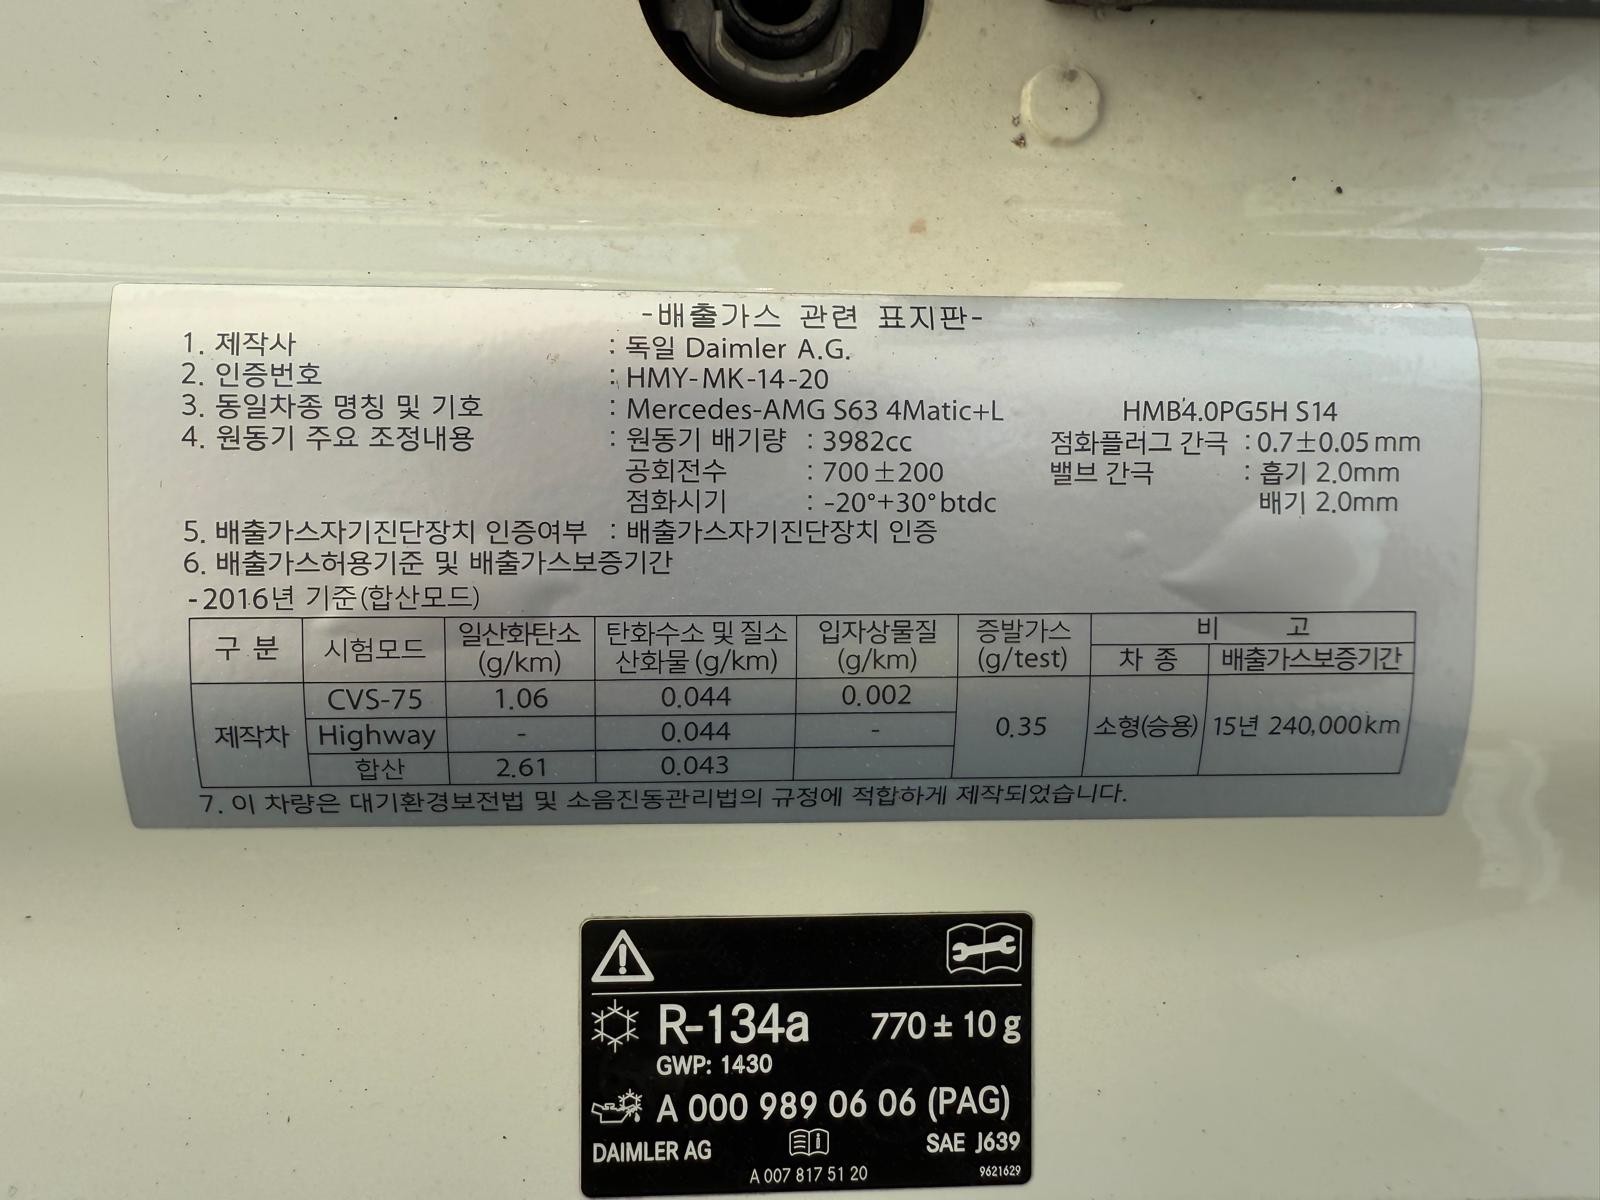 -배출가스 관련 표지판-
1. 제작사 : 독일 Daimler A.G.
2. 인증번호 : HMY-MK-14-20
3. 동일차종 명칭 및 기호 : Mercedes-AMG S63 4Matic+L HMB4.0PG5H S14
4. 원동기 주요 조정내용 : 원동기 배기량 : 3982cc 점화플러그 간극 : 0.7±0.05 mm
공회전수 : 700±200 밸브 간극 : 흡기 2.0mm
점화시기 : -20°+30°btdc 배기 2.0mm
5. 배출가스자기진단장치 인증여부 : 배출가스자기진단장치 인증
6. 배출가스허용기준 및 배출가스보증기간
-2016년 기준(합산모드)
구 분 시험모드 일산화탄소 (g/km) 탄화수소 및 질소 산화물 (g/km) 입자상물질 (g/km) 증발가스 (g/test) 비 고
차 종 배출가스보증기간
제작차 CVS-75 1.06 0.044 0.002 0.35 소형(승용) 15년 240,000km
Highway - 0.044 -
합산 2.61 0.043
7. 이 차량은 대기환경보전법 및 소음진동관리법의 규정에 적합하게 제작되었습니다.
R-134a 770 ± 10 g
GWP: 1430
A 000 989 06 06 (PAG)
DAIMLER AG SAE J639
A 007 817 51 20 9621629